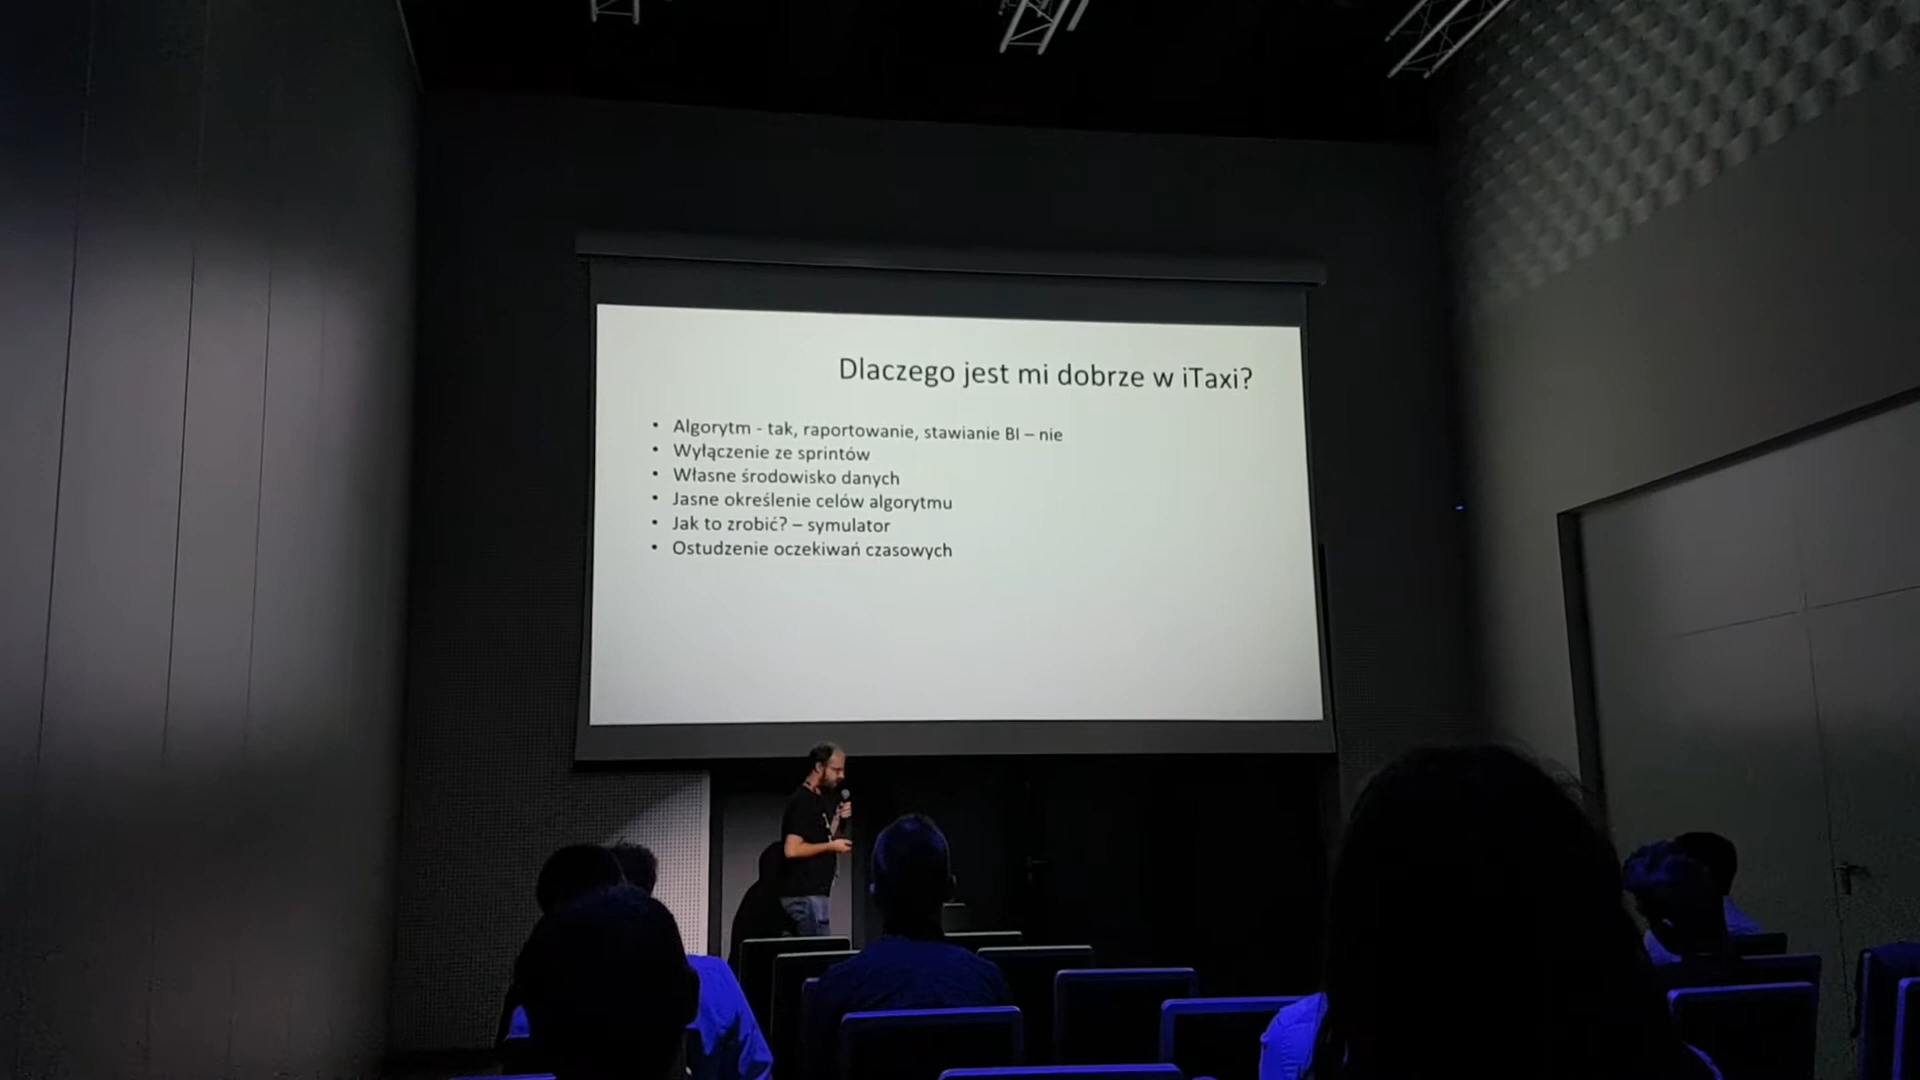 Dlaczego jest mi dobrze w iTaxi?
• Algorytm - tak, raportowanie, stawianie BI – nie
• Wyłączenie ze sprintów
• Własne środowisko danych
• Jasne określenie celów algorytmu
• Jak to zrobić? – symulator
• Ostudzenie oczekiwań czasowych